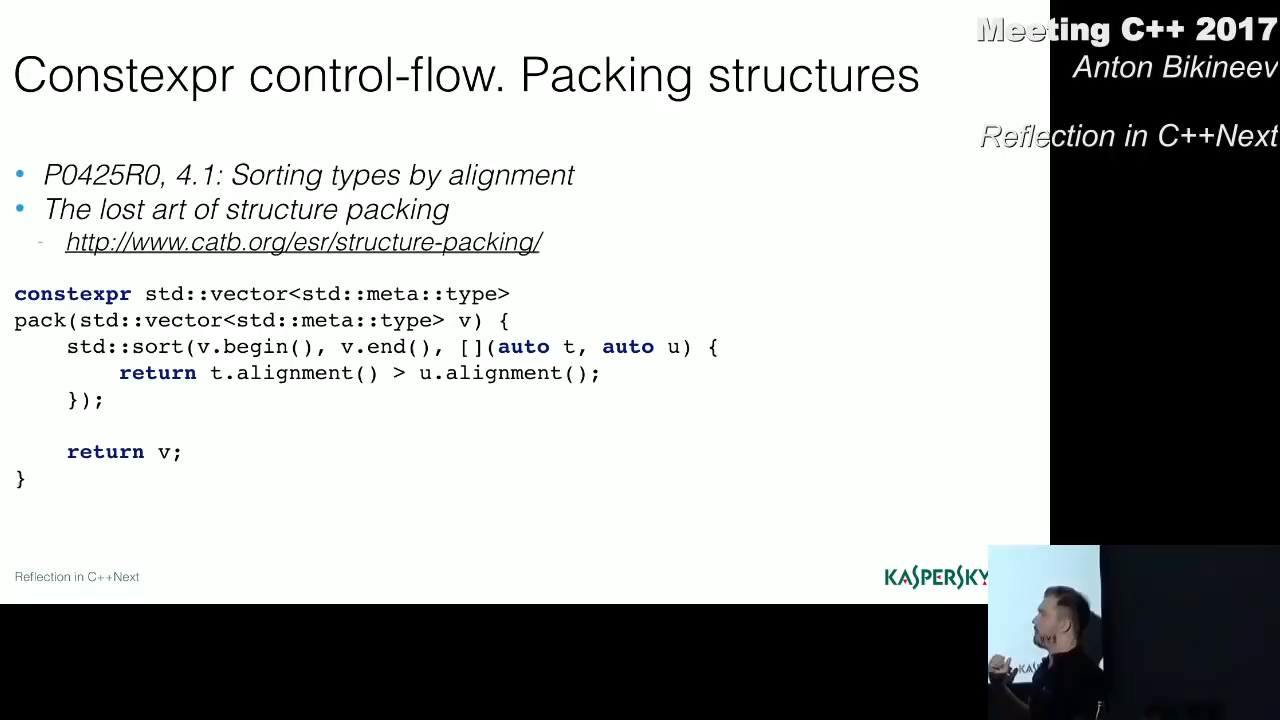 Meeting C++ 2017
Anton Bikineev
Reflection in C++Next
Constexpr control-flow. Packing structures
• P0425R0, 4.1: Sorting types by alignment
• The lost art of structure packing
- http://www.catb.org/esr/structure-packing/
constexpr std::vector<std::meta::type>
pack(std::vector<std::meta::type> v) {
    std::sort(v.begin(), v.end(), [](auto t, auto u) {
        return t.alignment() > u.alignment();
    });
    return v;
}
Reflection in C++Next
KASPERSKY